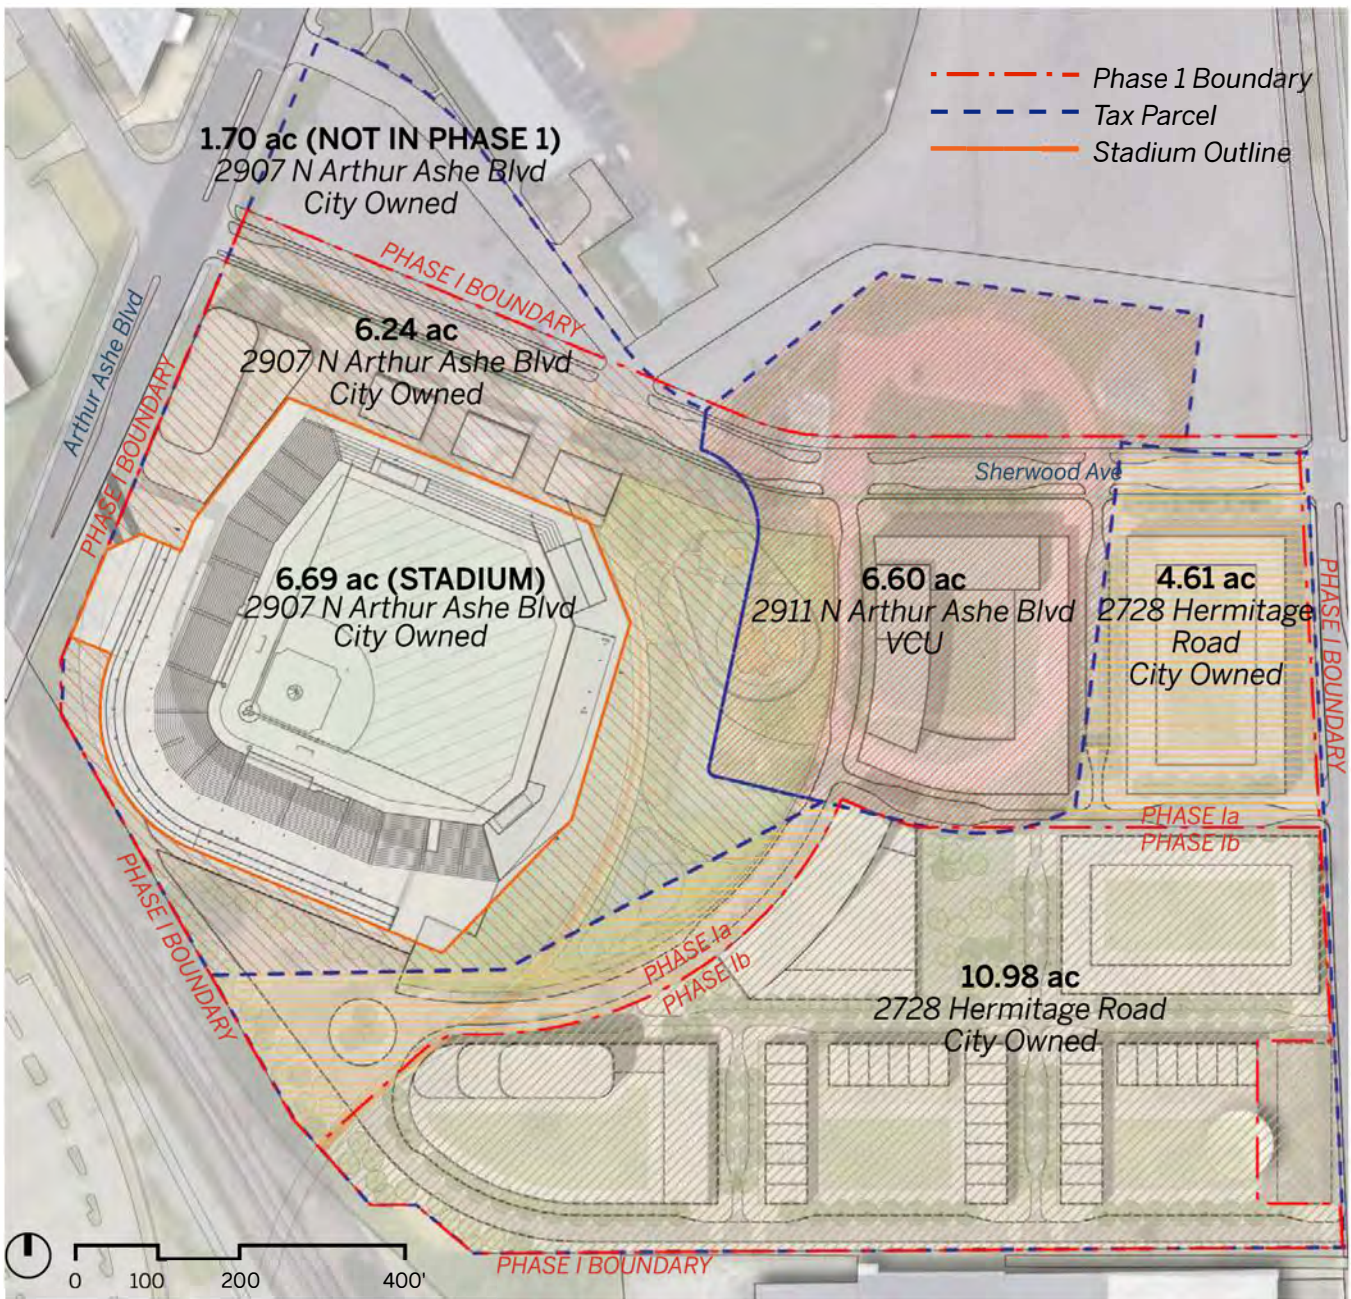 Phase 1 Boundary
Tax Parcel
Stadium Outline
1.70 ac (NOT IN PHASE 1)
2907 N Arthur Ashe Blvd
City Owned
PHASE I BOUNDARY
Arthur Ashe Blvd
6.24 ac
2907 N Arthur Ashe Blvd
City Owned
PHASE I BOUNDARY
Sherwood Ave
6.69 ac (STADIUM)
2907 N Arthur Ashe Blvd
City Owned
6.60 ac
2911 N Arthur Ashe Blvd
VCU
4.61 ac
2728 Hermitage
Road
City Owned
PHASE I BOUNDARY
PHASE Ia
PHASE Ib
PHASE I BOUNDARY
PHASE Ia
PHASE Ib
10.98 ac
2728 Hermitage Road
City Owned
PHASE I BOUNDARY
0 100 200 400'